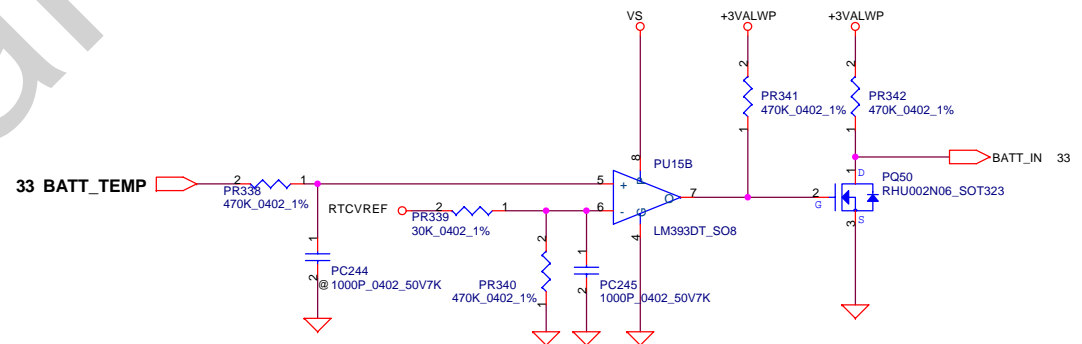 VS
+3VALWP
+3VALWP
2
2
PR341
470K_0402_1%
PR342
470K_0402_1%
1
1
8
PU15B
P
BATT_IN 33
33 BATT_TEMP
2
1
PR338
470K_0402_1%
5
+
O
7
1
D
PQ50
RHU002N06_SOT323
2
G
RTCVREF
2
1
PR339
30K_0402_1%
6
-
G
LM393DT_SO8
4
3
S
1
2
PC244
@1000P_0402_50V7K
2
1
PR340
470K_0402_1%
1
2
PC245
1000P_0402_50V7K